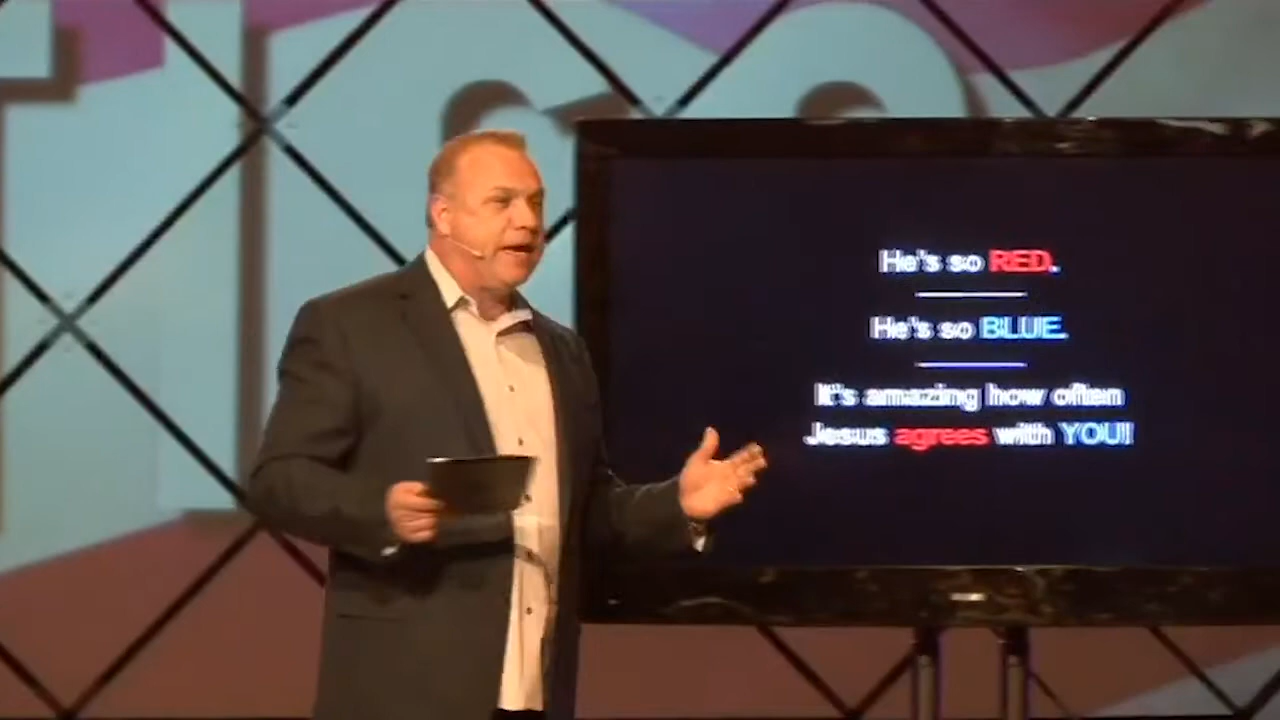 He's so RED.
He's so BLUE.
It's amazing how often
Jesus agrees with YOU!